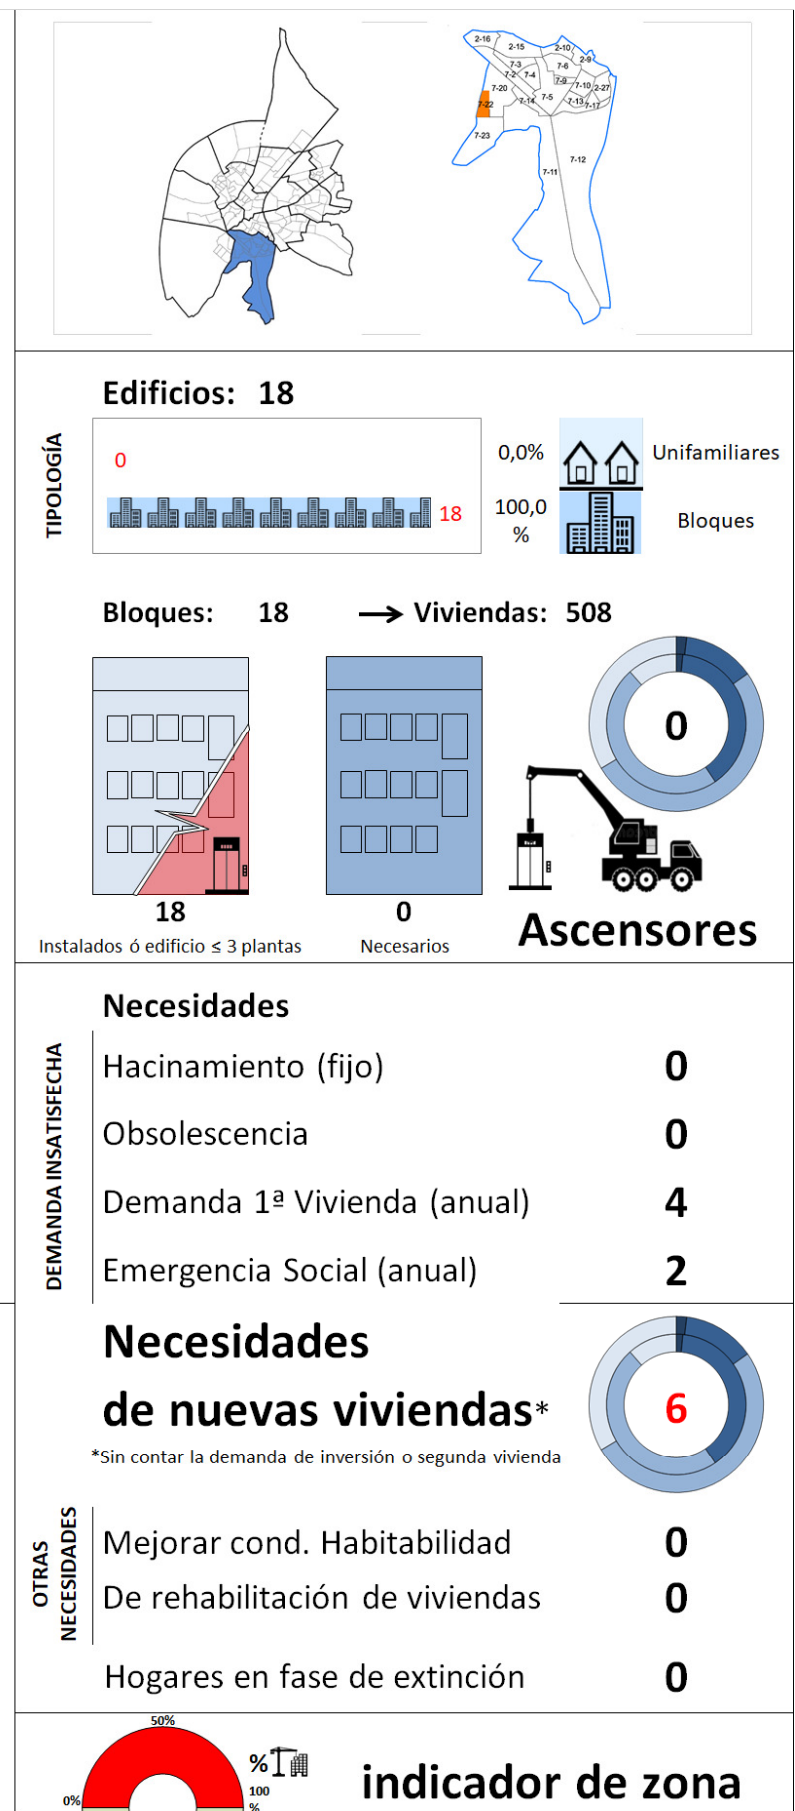 2-16
2-15
2-10
2-9
7-3
7-6
7-2
7-4
7-9
7-20
7-10
2-27
7-22
7-14
7-5
7-13
7-17
7-23
7-12
7-11
TIPOLOGÍA
Edificios: 18
0
0,0%
Unifamiliares
18
100,0
%
Bloques
Bloques: 18
Viviendas: 508
0
18
0
Instalados ó edificio ≤ 3 plantas
Necesarios
Ascensores
DEMANDA INSATISFECHA
Necesidades
Hacinamiento (fijo) 0
Obsolescencia 0
Demanda 1ª Vivienda (anual) 4
Emergencia Social (anual) 2
Necesidades
de nuevas viviendas*
6
*Sin contar la demanda de inversión o segunda vivienda
OTRAS
NECESIDADES
Mejorar cond. Habitabilidad 0
De rehabilitación de viviendas 0
Hogares en fase de extinción 0
50%
%
0%
100
%
indicador de zona